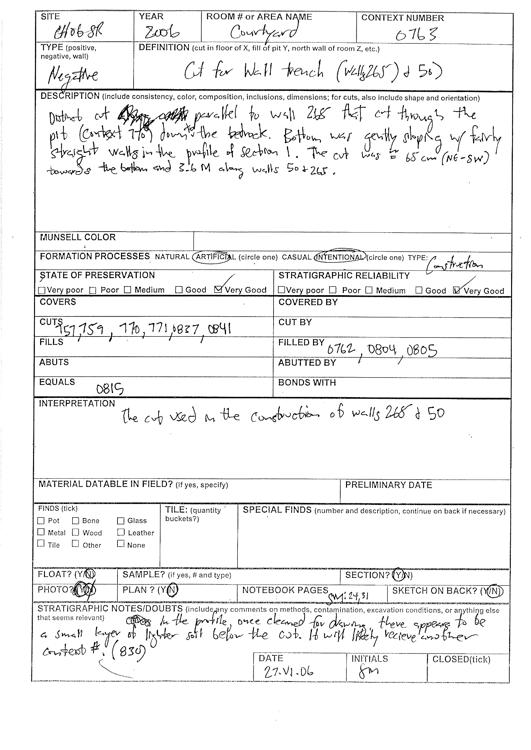 SITE YEAR ROOM # or AREA NAME CONTEXT NUMBER
CH06SR 2006 Courtyard 0763
TYPE (positive, negative, wall) DEFINITION (cut in floor of X, fill of pit Y, north wall of room Z, etc.)
Negative Cut for wall trench (walls 265) & 50)
DESCRIPTION (include consistency, color, composition, inclusions, dimensions; for cuts, also include shape and orientation)
Distinct cut parallel to wall 268 that cut through the
pit (context 770) down the bedrock. Bottom was gently sloping w/ fairly
straight walls in the profile of section 1. The cut was ≈ 65 cm (NE-SW)
towards the bottom and 3.6 M along walls 50 & 265.
MUNSELL COLOR
FORMATION PROCESSES NATURAL ARTIFICIAL (circle one) CASUAL INTENTIONAL (circle one) TYPE: Construction
STATE OF PRESERVATION STRATIGRAPHIC RELIABILITY
Very poor Poor Medium Good Very Good Very poor Poor Medium Good Very Good
COVERS COVERED BY
CUTS 757, 759, 770, 771, 0837, 0841 CUT BY
FILLS FILLED BY 0762, 0804, 0805
ABUTS ABUTTED BY
EQUALS 0815 BONDS WITH
INTERPRETATION
The cut used in the construction of walls 268 & 50
MATERIAL DATABLE IN FIELD? (if yes, specify) PRELIMINARY DATE
FINDS (tick) TILE: (quantity buckets?) SPECIAL FINDS (number and description, continue on back if necessary)
Pot Bone Glass
Metal Wood Leather
Tile Other None
FLOAT? (Y/N) SAMPLE? (if yes, # and type) SECTION? (Y/N)
PHOTO? (Y/N) PLAN ? (Y/N) NOTEBOOK PAGES SM: 24,31 SKETCH ON BACK? (Y/N)
STRATIGRAPHIC NOTES/DOUBTS (include any comments on methods, contamination, excavation conditions, or anything else
that seems relevant) In the profile, once cleaned for drawing, there appears to be
a small layer of lighter soil below the cut. It will likely recieve another
context #. (830)
DATE INITIALS CLOSED(tick)
27.VI.06 SM